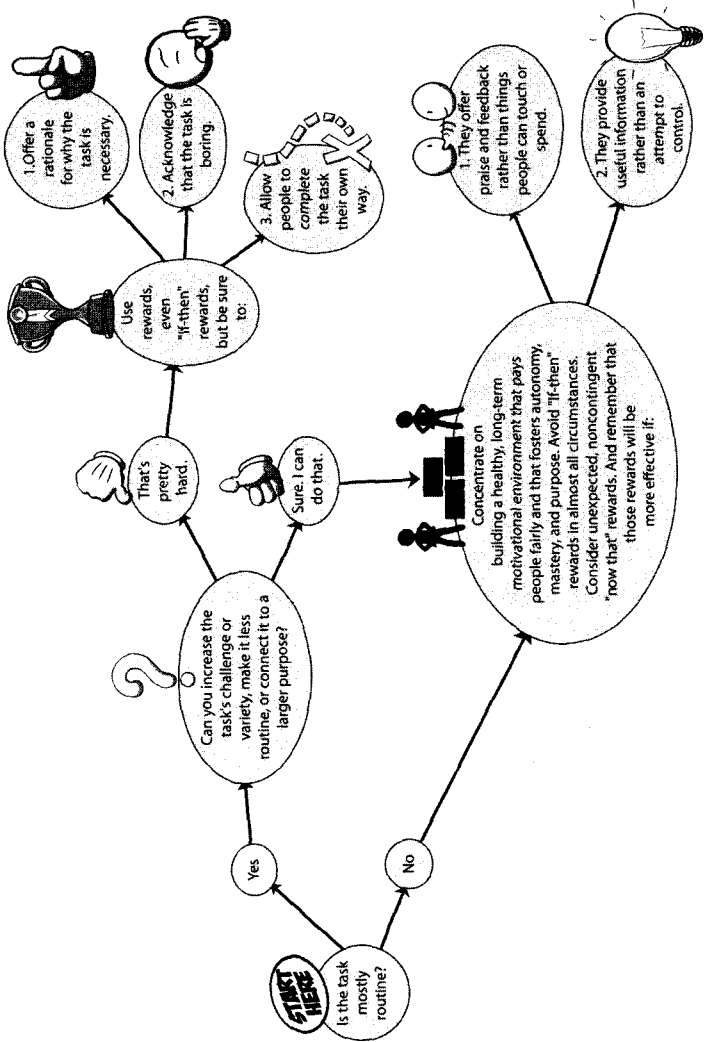 START
HERE
Is the task
mostly
routine?
Yes
No
Can you increase the
task's challenge or
variety, make it less
routine, or connect it to a
larger purpose?
That's
pretty
hard.
Sure. I can
do that.
Use
rewards,
even
"If-then"
rewards,
but be sure
to:
1.Offer a
rationale
for why the
task is
necessary.
2. Acknowledge
that the task is
boring.
3. Allow
people to
complete
the task
their own
way.
Concentrate on
building a healthy, long-term
motivational environment that pays
people fairly and that fosters autonomy,
mastery, and purpose. Avoid "If-then"
rewards in almost all circumstances.
Consider unexpected, noncontingent
"now that" rewards. And remember that
those rewards will be
more effective if:
1. They offer
praise and feedback
rather than things
people can touch or
spend.
2. They provide
useful information
rather than an
attempt to
control.